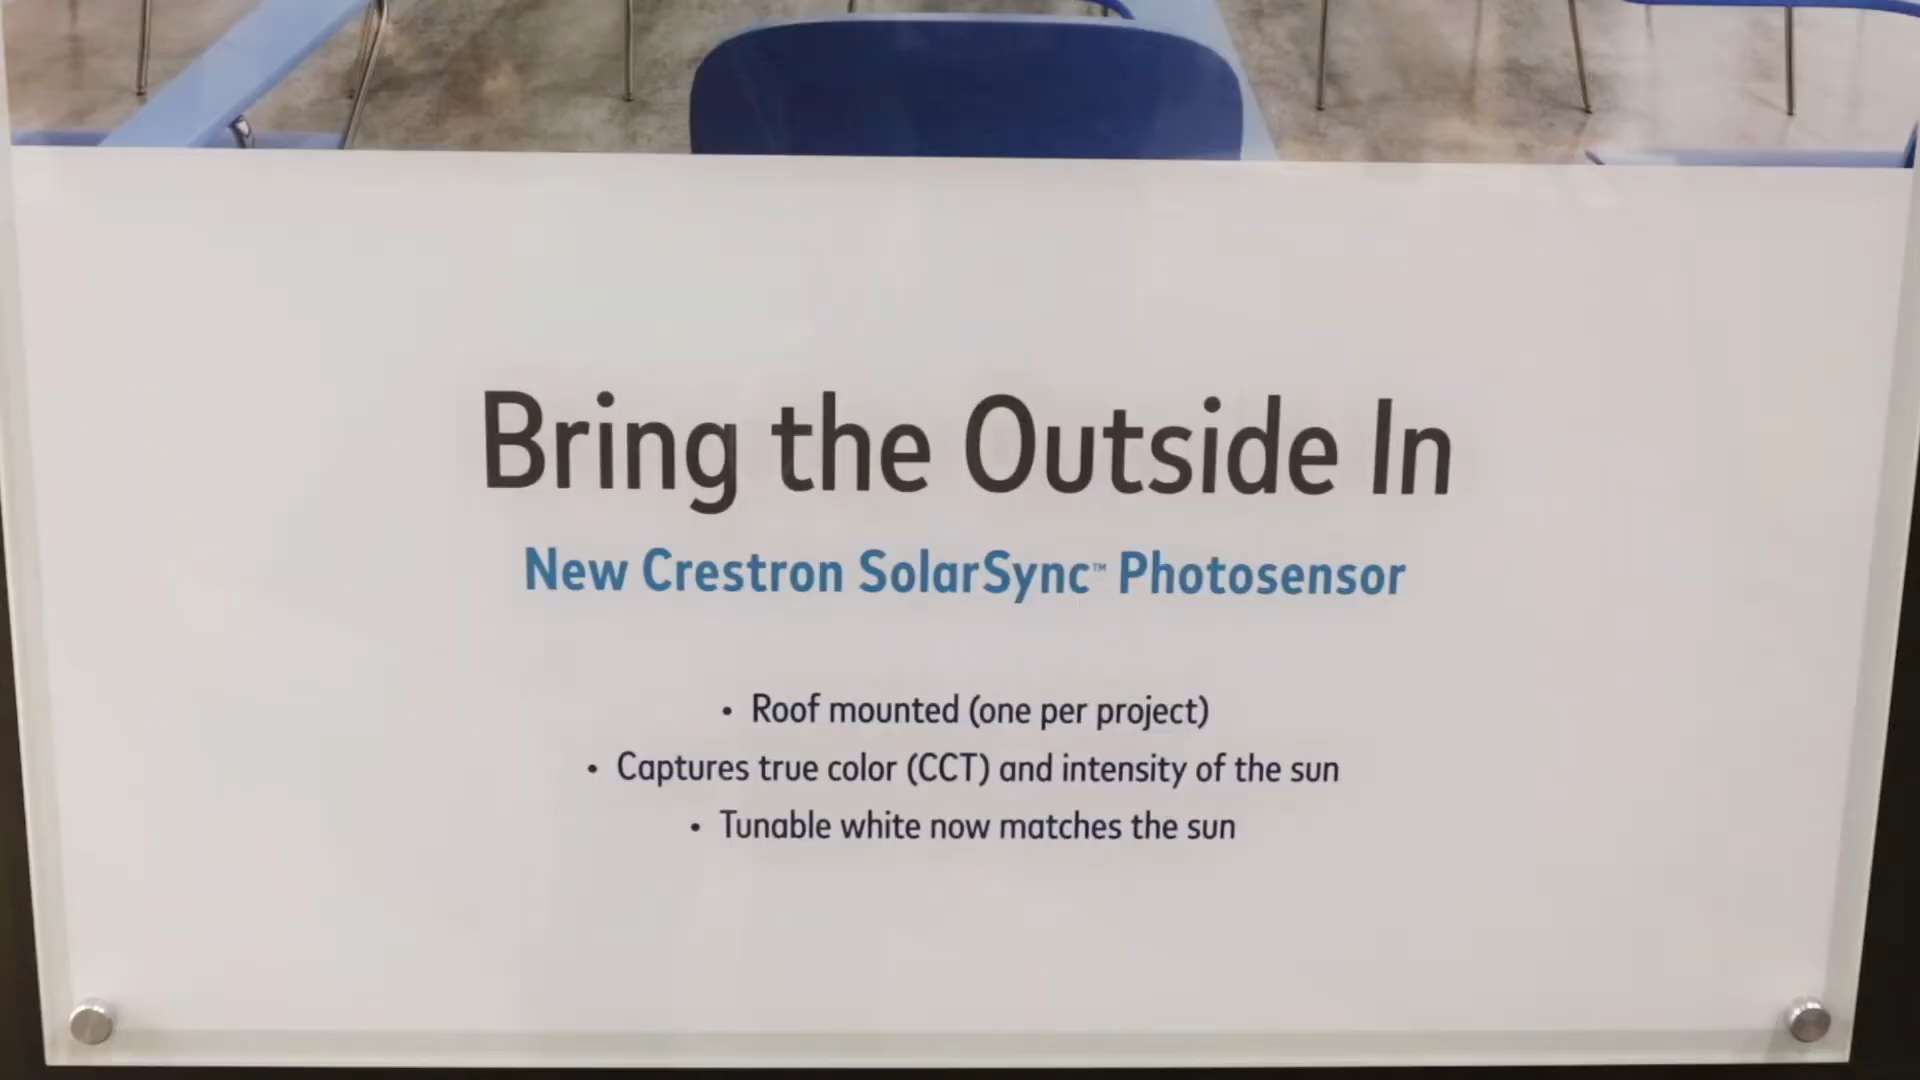 Bring the Outside In
New Crestron SolarSync™ Photosensor
• Roof mounted (one per project)
• Captures true color (CCT) and intensity of the sun
• Tunable white now matches the sun